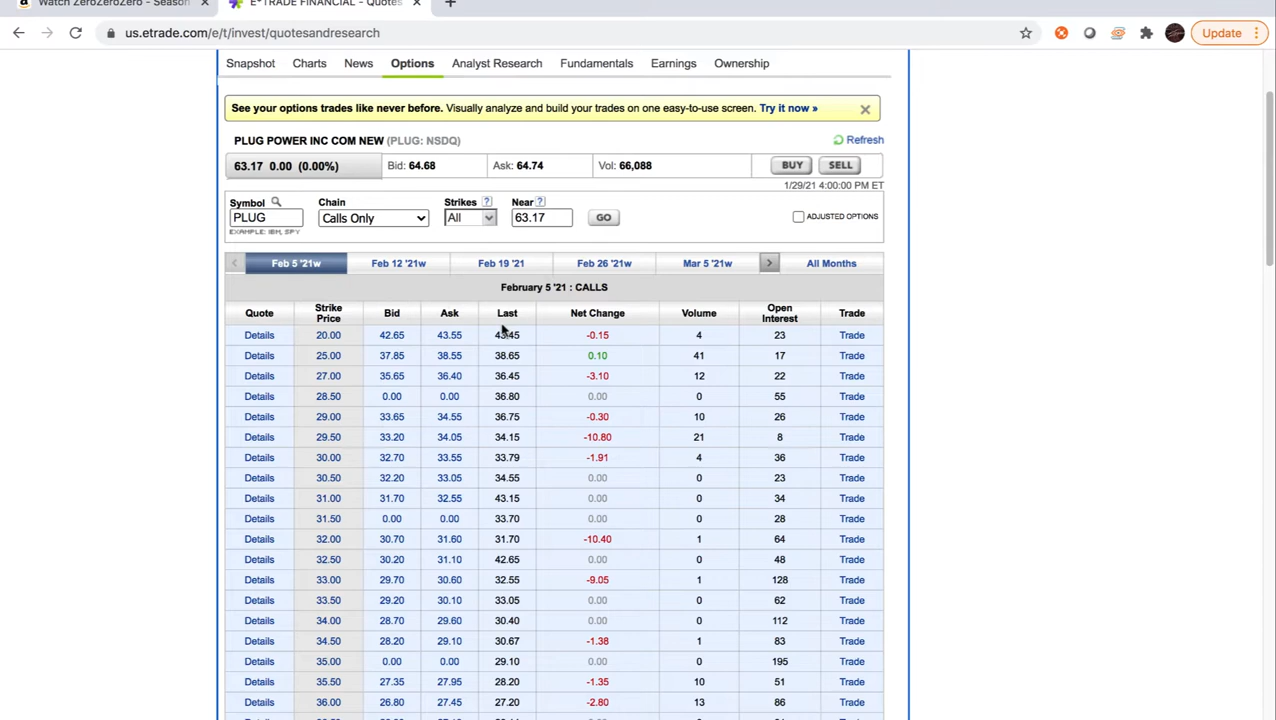 Watch ZeroZeroZero - Season
E*TRADE FINANCIAL - Quotes
us.etrade.com/e/t/invest/quotesandresearch
Update
Snapshot Charts News Options Analyst Research Fundamentals Earnings Ownership
See your options trades like never before. Visually analyze and build your trades on one easy-to-use screen. Try it now »
PLUG POWER INC COM NEW (PLUG: NSDQ) Refresh
63.17 0.00 (0.00%) Bid: 64.68 Ask: 64.74 Vol: 66,088 BUY SELL
1/29/21 4:00:00 PM ET
Symbol Chain Strikes ? Near ?
PLUG Calls Only All 63.17 GO ADJUSTED OPTIONS
EXAMPLE: IBM, SPY
Feb 5 '21w Feb 12 '21w Feb 19 '21 Feb 26 '21w Mar 5 '21w > All Months
February 5 '21 : CALLS
Quote Strike Price Bid Ask Last Net Change Volume Open Interest Trade
Details 20.00 42.65 43.55 43.45 -0.15 4 23 Trade
Details 25.00 37.85 38.55 38.65 0.10 41 17 Trade
Details 27.00 35.65 36.40 36.45 -3.10 12 22 Trade
Details 28.50 0.00 0.00 36.80 0.00 0 55 Trade
Details 29.00 33.65 34.55 36.75 -0.30 10 26 Trade
Details 29.50 33.20 34.05 34.15 -10.80 21 8 Trade
Details 30.00 32.70 33.55 33.79 -1.91 4 36 Trade
Details 30.50 32.20 33.05 34.55 0.00 0 23 Trade
Details 31.00 31.70 32.55 43.15 0.00 0 34 Trade
Details 31.50 0.00 0.00 33.70 0.00 0 28 Trade
Details 32.00 30.70 31.60 31.70 -10.40 1 64 Trade
Details 32.50 30.20 31.10 42.65 0.00 0 48 Trade
Details 33.00 29.70 30.60 32.55 -9.05 1 128 Trade
Details 33.50 29.20 30.10 33.05 0.00 0 62 Trade
Details 34.00 28.70 29.60 30.40 0.00 0 112 Trade
Details 34.50 28.20 29.10 30.67 -1.38 1 83 Trade
Details 35.00 0.00 0.00 29.10 0.00 0 195 Trade
Details 35.50 27.35 27.95 28.20 -1.35 10 51 Trade
Details 36.00 26.80 27.45 27.20 -2.80 13 86 Trade